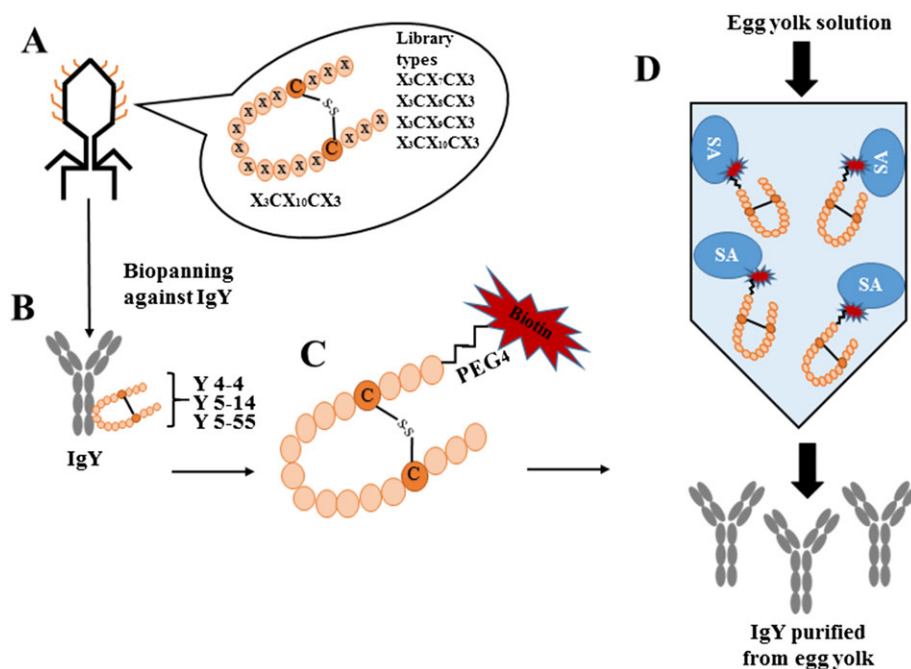 A
Library
types
X₃CX₇CX3
X₃CX₈CX3
X₃CX₉CX3
X₃CX₁₀CX3
C
X X X
S S
C
X X X
X₃CX₁₀CX3
Biopanning
against IgY
B
Y 4-4
Y 5-14
Y 5-55
IgY
C
Biotin
PEG4
C
S S
C
Egg yolk solution
D
SA
SA
SA
SA
IgY purified
from egg yolk